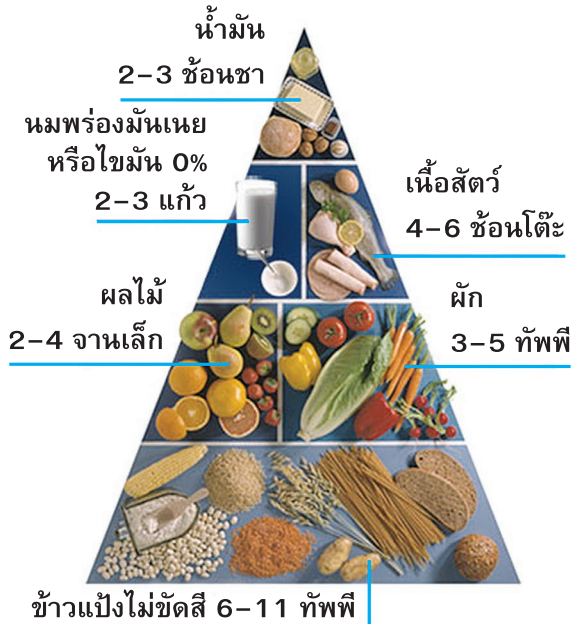 น้ำมัน
2–3 ช้อนชา
นมพร่องมันเนย
หรือไขมัน 0%
2–3 แก้ว
เนื้อสัตว์
4–6 ช้อนโต๊ะ
ผลไม้
2–4 จานเล็ก
ผัก
3–5 ทัพพี
ข้าวแป้งไม่ขัดสี 6–11 ทัพพี